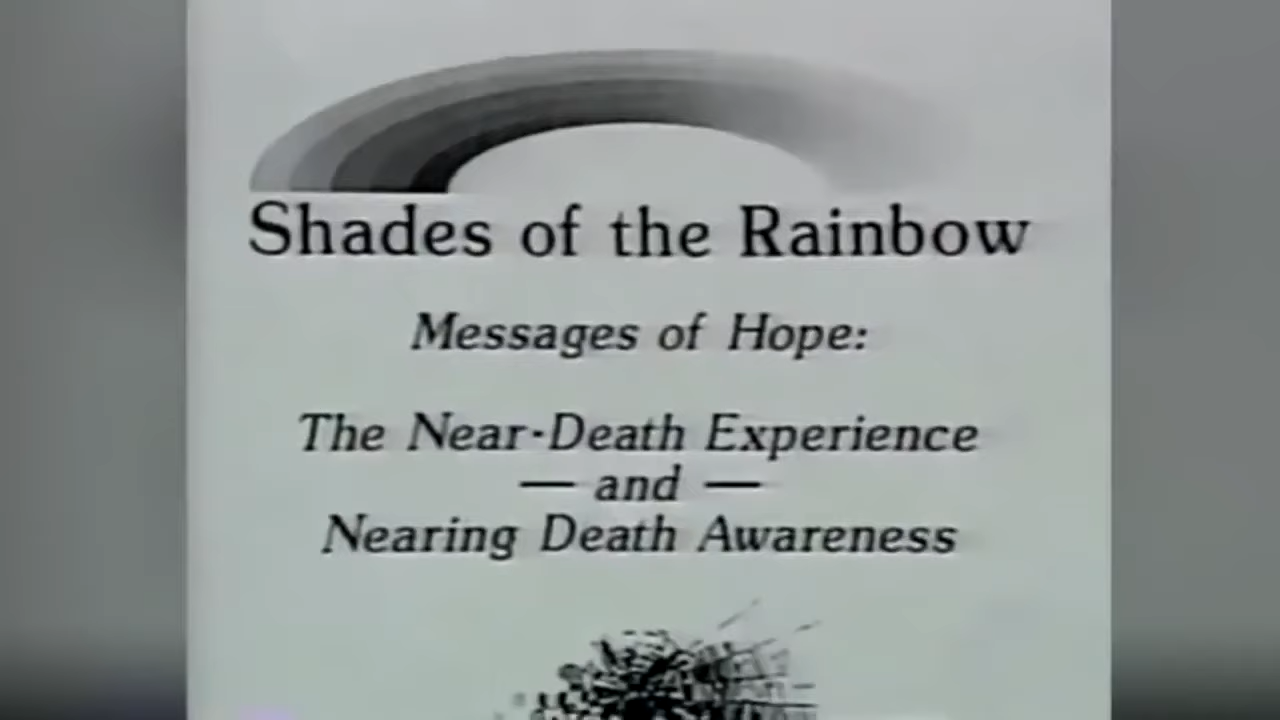 Shades of the Rainbow
Messages of Hope:
The Near-Death Experience
— and —
Nearing Death Awareness